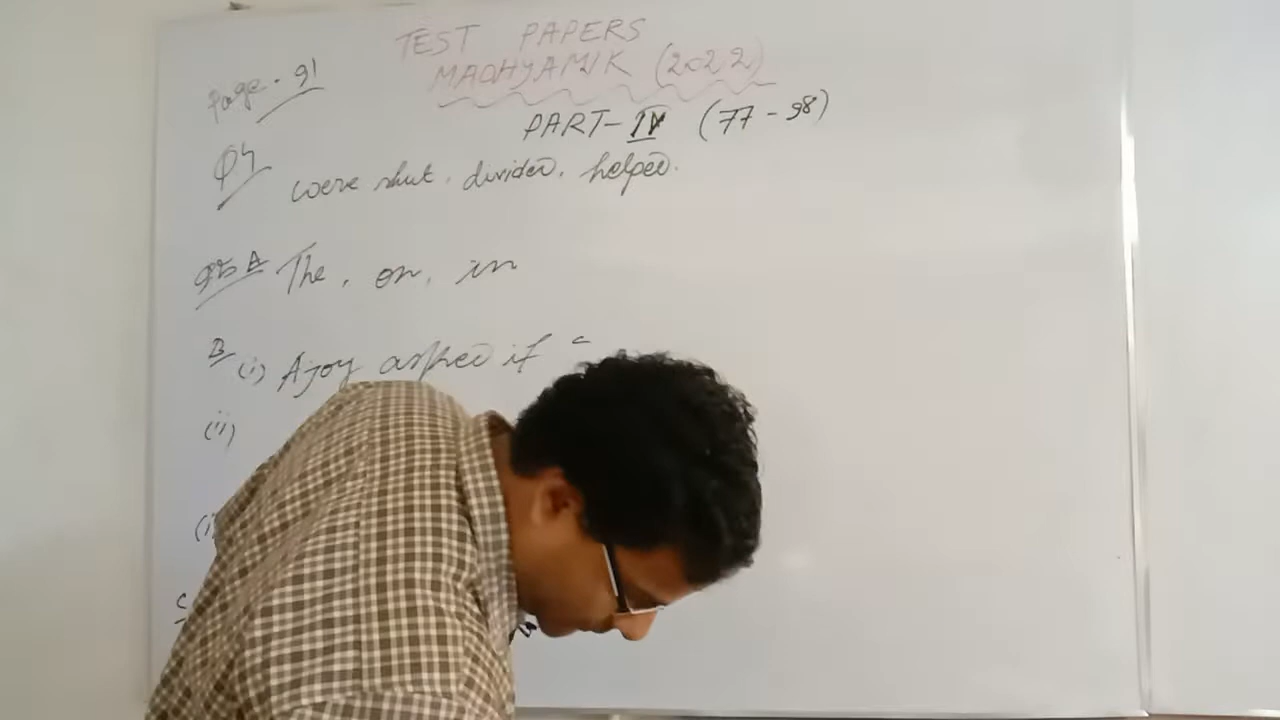 TEST PAPERS
MADHYAMIK (2022)
Page - 91
PART-IV (77-98)
Q4
were shut, divided, helped.
Q5 A The, on, in
B (i) Ajoy asked if
(ii)